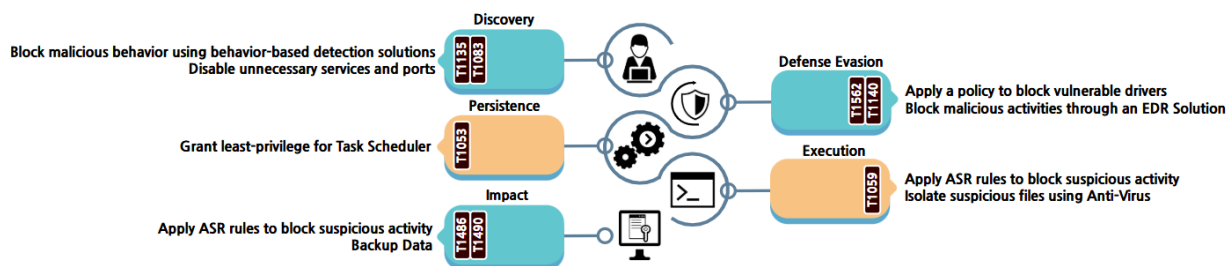 Discovery
Block malicious behavior using behavior-based detection solutions
Disable unnecessary services and ports
T1135
T1083
Defense Evasion
T1562
T1140
Apply a policy to block vulnerable drivers
Block malicious activities through an EDR Solution
Persistence
Grant least-privilege for Task Scheduler
T1053
Execution
T1059
Apply ASR rules to block suspicious activity
Isolate suspicious files using Anti-Virus
Impact
Apply ASR rules to block suspicious activity
Backup Data
T1486
T1490